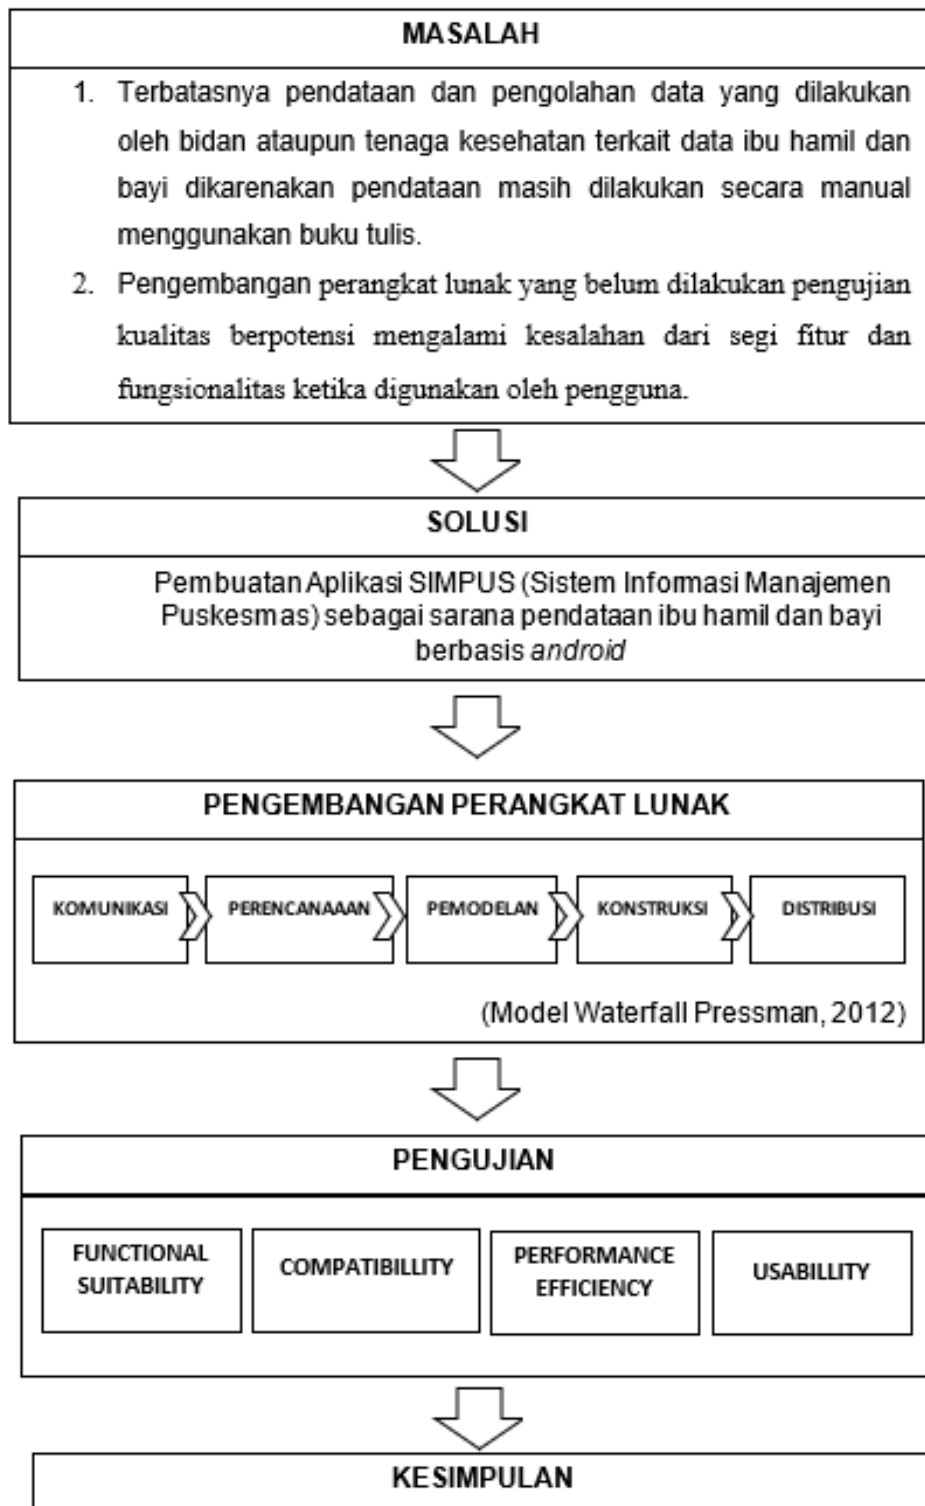 MASALAH
1. Terbatasnya pendataan dan pengolahan data yang dilakukan
oleh bidan ataupun tenaga kesehatan terkait data ibu hamil dan
bayi dikarenakan pendataan masih dilakukan secara manual
menggunakan buku tulis.
2. Pengembangan perangkat lunak yang belum dilakukan pengujian
kualitas berpotensi mengalami kesalahan dari segi fitur dan
fungsionalitas ketika digunakan oleh pengguna.
SOLUSI
Pembuatan Aplikasi SIMPUS (Sistem Informasi Manajemen
Puskesmas) sebagai sarana pendataan ibu hamil dan bayi
berbasis android
PENGEMBANGAN PERANGKAT LUNAK
KOMUNIKASI
PERENCANAAAN
PEMODELAN
KONSTRUKSI
DISTRIBUSI
(Model Waterfall Pressman, 2012)
PENGUJIAN
FUNCTIONAL
SUITABILITY
COMPATIBILLITY
PERFORMANCE
EFFICIENCY
USABILLITY
KESIMPULAN